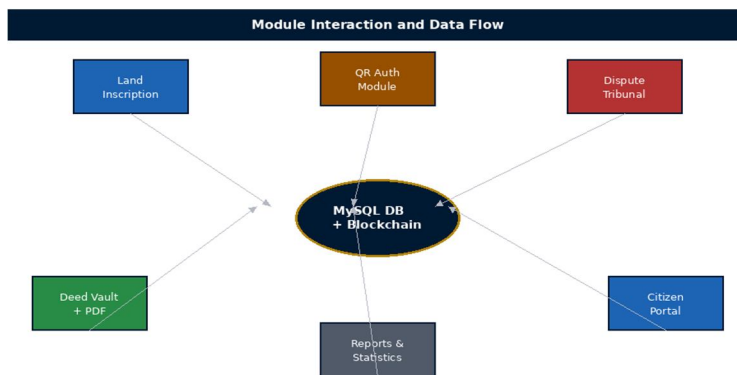 Module Interaction and Data Flow
Land
Inscription
QR Auth
Module
Dispute
Tribunal
MySQL DB
+ Blockchain
Deed Vault
+ PDF
Reports &
Statistics
Citizen
Portal